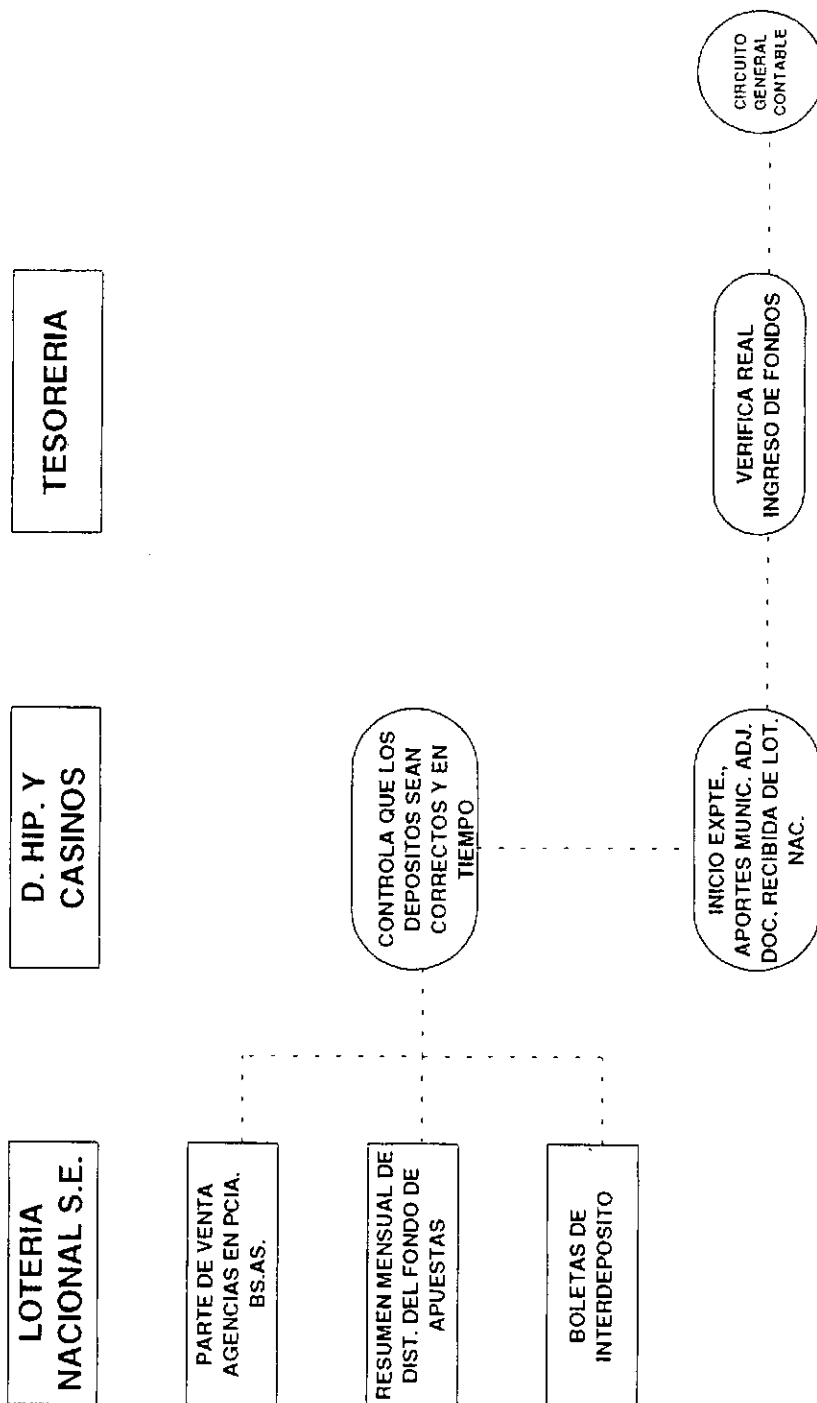 LOTERIA
NACIONAL S.E.
D. HIP. Y
CASINOS
TESORERIA
PARTE DE VENTA
AGENCIAS EN PCIA.
BS.AS.
RESUMEN MENSUAL DE
DIST. DEL FONDO DE
APUESTAS
BOLETAS DE
INTERDEPOSITO
CONTROLA QUE LOS
DEPOSITOS SEAN
CORRECTOS Y EN
TIEMPO
INICIO EXPTE.,
APORTES MUNIC. ADJ.
DOC. RECIBIDA DE LOT.
NAC.
VERIFICA REAL
INGRESO DE FONDOS
CIRCUITO
GENERAL
CONTABLE